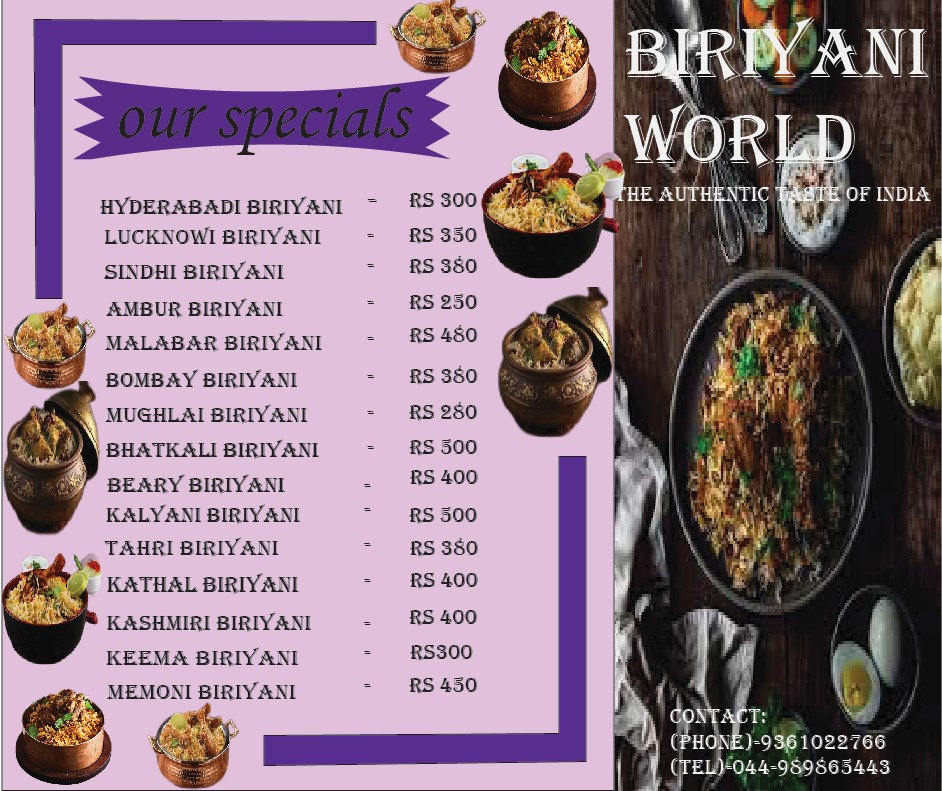 our specials
HYDERABADI BIRIYANI = RS 300
LUCKNOWI BIRIYANI = RS 350
SINDHI BIRIYANI = RS 380
AMBUR BIRIYANI = RS 250
MALABAR BIRIYANI = RS 480
BOMBAY BIRIYANI = RS 380
MUGHLAI BIRIYANI = RS 280
BHATKALI BIRIYANI = RS 500
BEARY BIRIYANI = RS 400
KALYANI BIRIYANI = RS 500
TAHRI BIRIYANI = RS 380
KATHAL BIRIYANI = RS 400
KASHMIRI BIRIYANI = RS 400
KEEMA BIRIYANI = RS300
MEMONI BIRIYANI = RS 450
BIRIYANI
WORLD
THE AUTHENTIC TASTE OF INDIA
CONTACT:
(PHONE)=9361022766
(TEL)=044-989865443